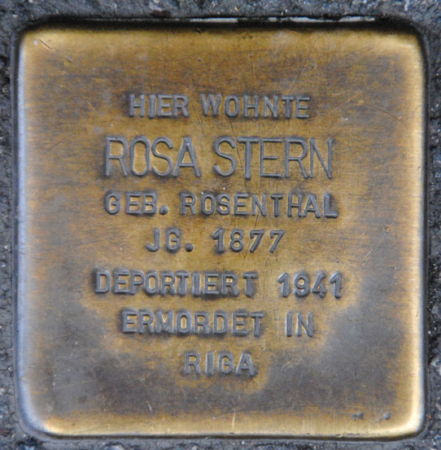 HIER WOHNTE
ROSA STERN
GEB. ROSENTHAL
JG. 1877
DEPORTIERT 1941
ERMORDET IN
RIGA